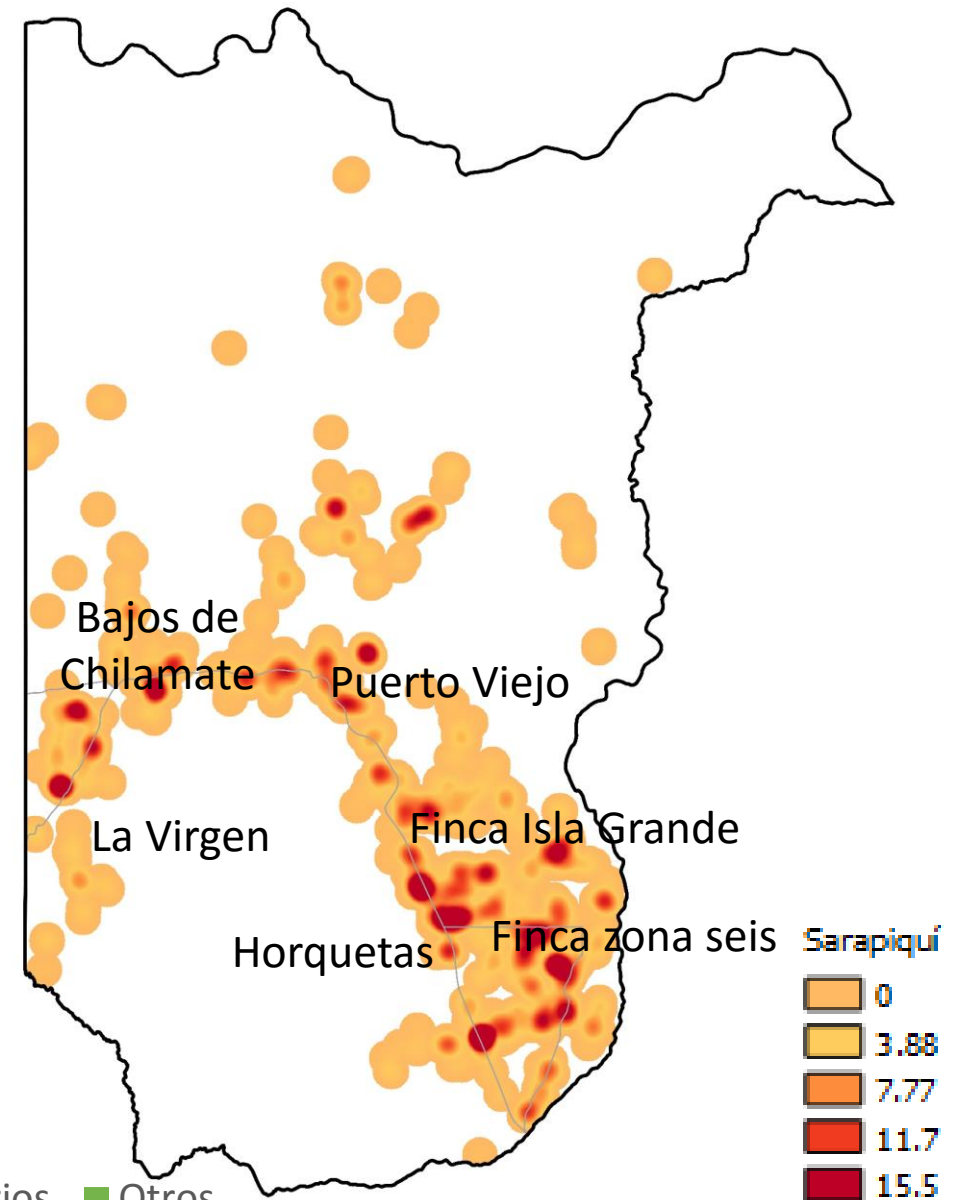 Bajos de
Chilamate
Puerto Viejo
La Virgen
Finca Isla Grande
Horquetas
Finca zona seis
Sarapiquí
0
3.88
7.77
11.7
15.5
Otros